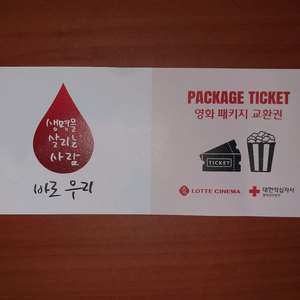 생명을
살리는
사람
바로 우리
PACKAGE TICKET
영화 패키지 교환권
TICKET
LOTTE CINEMA
대한적십자사